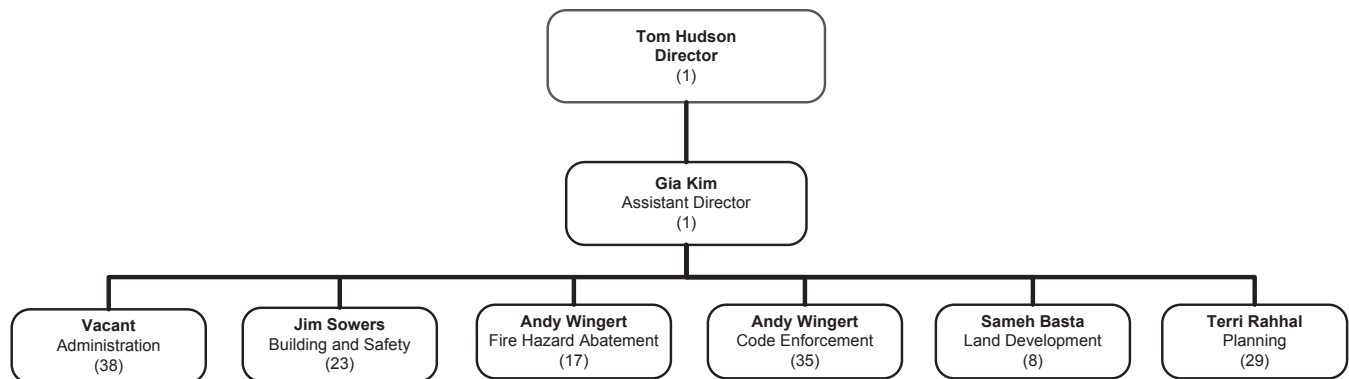 Tom Hudson
Director
(1)
Gia Kim
Assistant Director
(1)
Vacant
Administration
(38)
Jim Sowers
Building and Safety
(23)
Andy Wingert
Fire Hazard Abatement
(17)
Andy Wingert
Code Enforcement
(35)
Sameh Basta
Land Development
(8)
Terri Rahhal
Planning
(29)